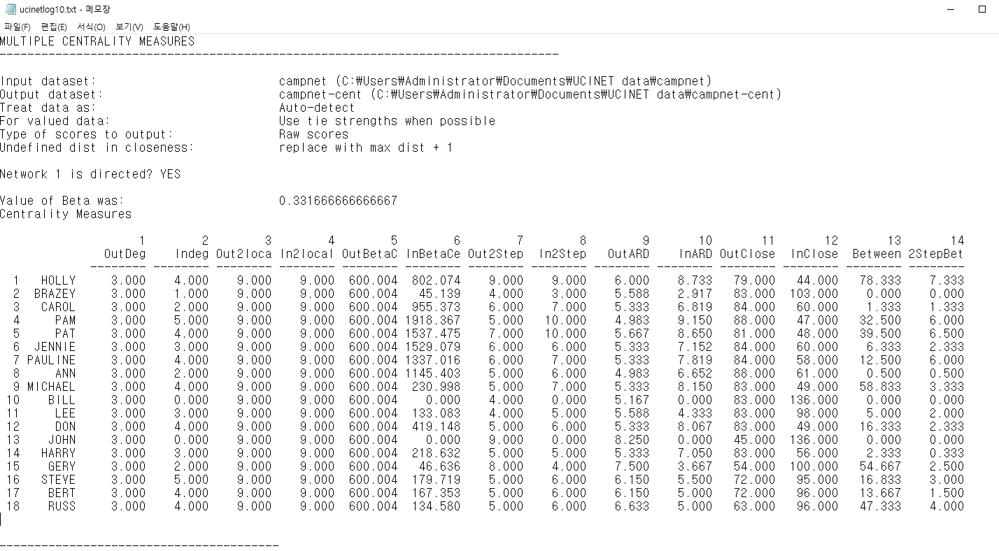 ucinetlog10.txt - 메모장
파일(F) 편집(E) 서식(O) 보기(V) 도움말(H)
MULTIPLE CENTRALITY MEASURES
--------------------------------------------------------------------------------
Input dataset: campnet (C:₩Users₩Administrator₩Documents₩UCINET data₩campnet)
Output dataset: campnet-cent (C:₩Users₩Administrator₩Documents₩UCINET data₩campnet-cent)
Treat data as: Auto-detect
For valued data: Use tie strengths when possible
Type of scores to output: Raw scores
Undefined dist in closeness: replace with max dist + 1
Network 1 is directed? YES
Value of Beta was: 0.331666666666667
Centrality Measures
1 2 3 4 5 6 7 8 9 10 11 12 13 14
OutDeg Indeg Out2loca In2local OutBetaC InBetaCe Out2Step In2Step OutARD InARD OutClose InClose Between 2StepBet
-------- -------- -------- -------- -------- -------- -------- -------- -------- -------- -------- -------- -------- --------
1 HOLLY 3.000 4.000 9.000 9.000 600.004 802.074 9.000 9.000 6.000 8.733 79.000 44.000 78.333 7.333
2 BRAZEY 3.000 1.000 9.000 9.000 600.004 45.139 4.000 3.000 5.588 2.917 83.000 103.000 0.000 0.000
3 CAROL 3.000 2.000 9.000 9.000 600.004 955.373 6.000 7.000 5.333 6.819 84.000 60.000 1.333 1.333
4 PAM 3.000 5.000 9.000 9.000 600.004 1918.367 5.000 10.000 4.983 9.150 88.000 47.000 32.500 6.000
5 PAT 3.000 4.000 9.000 9.000 600.004 1537.475 7.000 10.000 5.667 8.650 81.000 48.000 39.500 6.500
6 JENNIE 3.000 3.000 9.000 9.000 600.004 1529.079 6.000 6.000 5.333 7.152 84.000 60.000 6.333 2.333
7 PAULINE 3.000 4.000 9.000 9.000 600.004 1337.016 6.000 7.000 5.333 7.819 84.000 58.000 12.500 6.000
8 ANN 3.000 2.000 9.000 9.000 600.004 1145.403 5.000 6.000 4.983 6.652 88.000 61.000 0.500 0.500
9 MICHAEL 3.000 4.000 9.000 9.000 600.004 230.998 5.000 7.000 5.333 8.150 83.000 49.000 58.833 3.333
10 BILL 3.000 0.000 9.000 9.000 600.004 0.000 4.000 0.000 5.167 0.000 83.000 136.000 0.000 0.000
11 LEE 3.000 3.000 9.000 9.000 600.004 133.083 4.000 5.000 5.588 4.333 83.000 98.000 5.000 2.000
12 DON 3.000 4.000 9.000 9.000 600.004 419.148 5.000 6.000 5.333 8.067 83.000 49.000 16.333 2.333
13 JOHN 3.000 0.000 9.000 9.000 600.004 0.000 9.000 0.000 8.250 0.000 45.000 136.000 0.000 0.000
14 HARRY 3.000 3.000 9.000 9.000 600.004 218.632 5.000 5.000 5.333 7.050 83.000 56.000 2.333 0.333
15 GERY 3.000 2.000 9.000 9.000 600.004 46.636 8.000 4.000 7.500 3.667 54.000 100.000 54.667 2.500
16 STEVE 3.000 5.000 9.000 9.000 600.004 179.719 5.000 6.000 6.150 5.500 72.000 95.000 16.833 3.000
17 BERT 3.000 4.000 9.000 9.000 600.004 167.353 5.000 6.000 6.150 5.000 72.000 96.000 13.667 1.500
18 RUSS 3.000 4.000 9.000 9.000 600.004 134.580 5.000 6.000 6.633 5.000 63.000 96.000 47.333 4.000
----------------------------------------